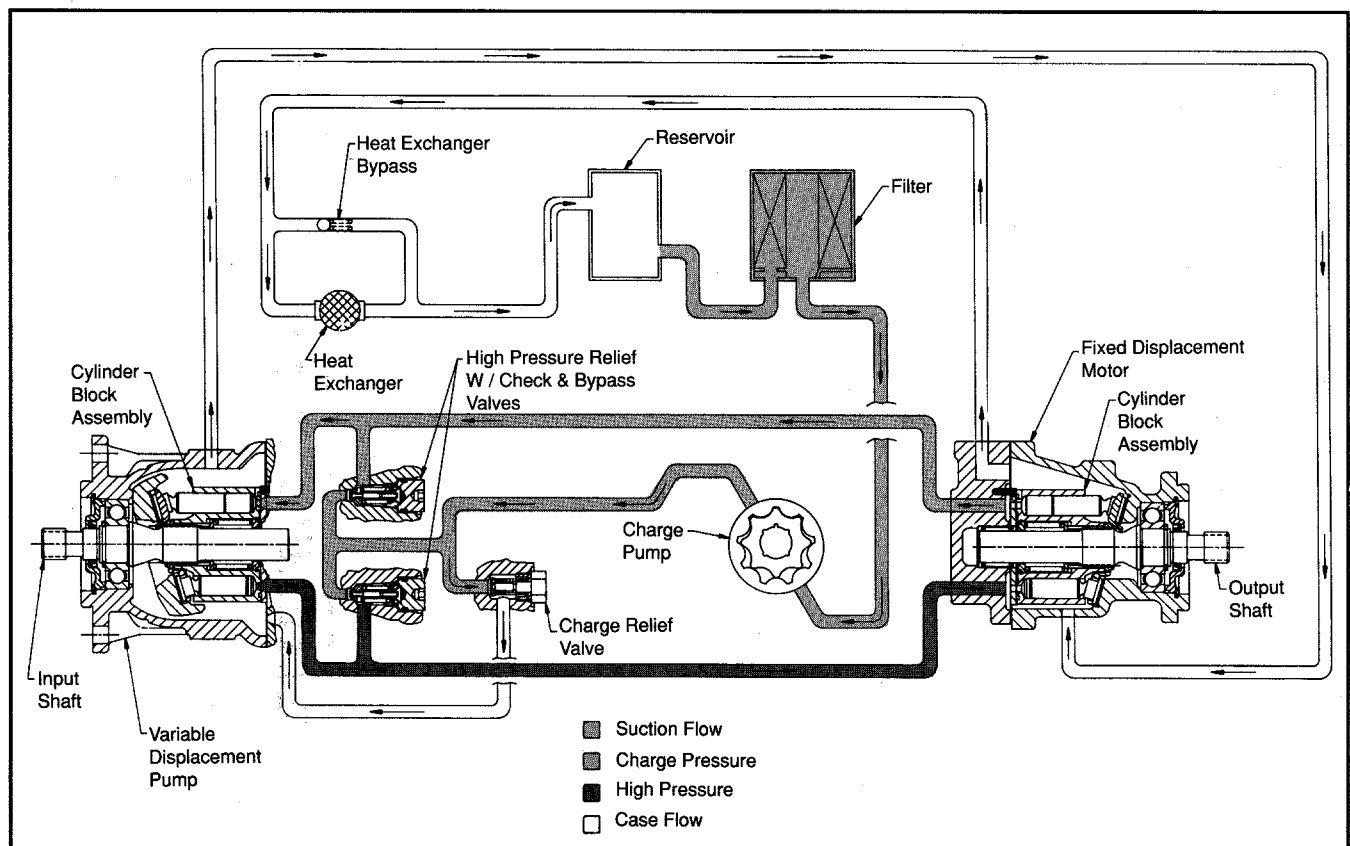 Heat Exchanger
Bypass
Reservoir
Filter
Heat
Exchanger
High Pressure Relief
W / Check & Bypass
Valves
Fixed Displacement
Motor
Cylinder
Block
Assembly
Cylinder
Block
Assembly
Charge
Pump
Output
Shaft
Charge Relief
Valve
Input
Shaft
Variable
Displacement
Pump
Suction Flow
Charge Pressure
High Pressure
Case Flow